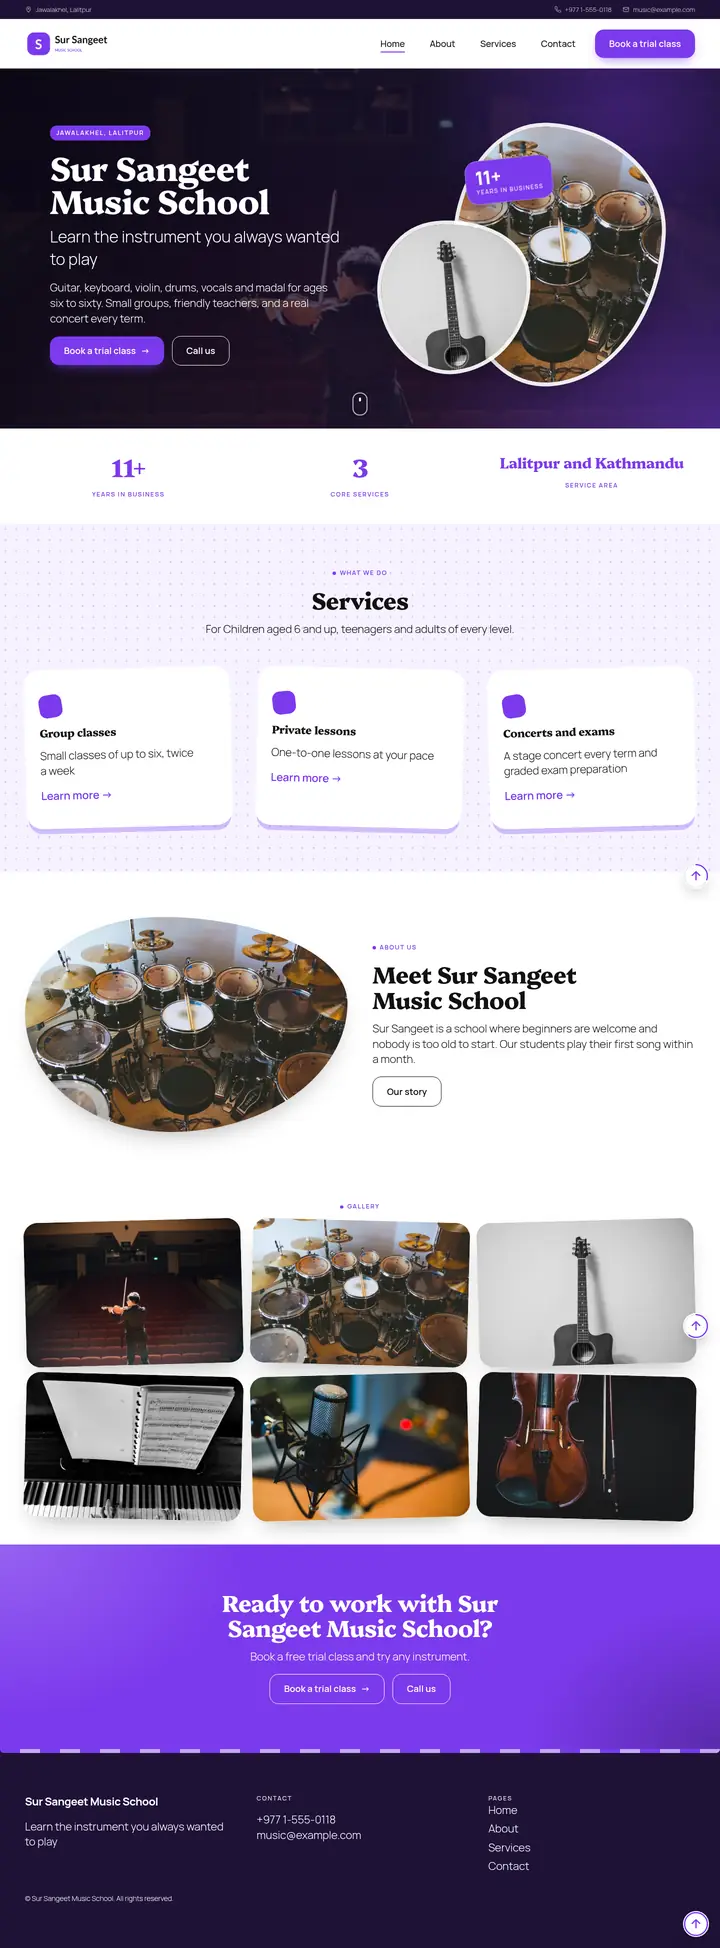 Jawalakhel, Lalitpur
+977 1-555-0118
music@example.com
S
Sur Sangeet
MUSIC SCHOOL
Home
About
Services
Contact
Book a trial class
JAWALAKHEL, LALITPUR
Sur Sangeet
Music School
Learn the instrument you always wanted
to play
Guitar, keyboard, violin, drums, vocals and madal for ages
six to sixty. Small groups, friendly teachers, and a real
concert every term.
Book a trial class →
Call us
11+
YEARS IN BUSINESS
11+
YEARS IN BUSINESS
3
CORE SERVICES
Lalitpur and Kathmandu
SERVICE AREA
WHAT WE DO
Services
For Children aged 6 and up, teenagers and adults of every level.
Group classes
Small classes of up to six, twice
a week
Learn more →
Private lessons
One-to-one lessons at your pace
Learn more →
Concerts and exams
A stage concert every term and
graded exam preparation
Learn more →
ABOUT US
Meet Sur Sangeet
Music School
Sur Sangeet is a school where beginners are welcome and
nobody is too old to start. Our students play their first song within
a month.
Our story
GALLERY
Ready to work with Sur
Sangeet Music School?
Book a free trial class and try any instrument.
Book a trial class →
Call us
Sur Sangeet Music School
Learn the instrument you always wanted
to play
CONTACT
+977 1-555-0118
music@example.com
PAGES
Home
About
Services
Contact
© Sur Sangeet Music School. All rights reserved.